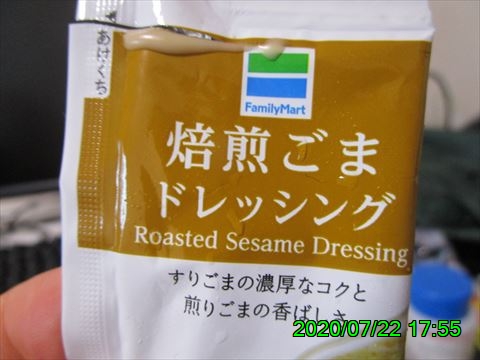 あけくち
FamilyMart
焙煎ごま
ドレッシング
Roasted Sesame Dressing
すりごまの濃厚なコクと
煎りごまの香ばしさ
2020/07/22 17:55